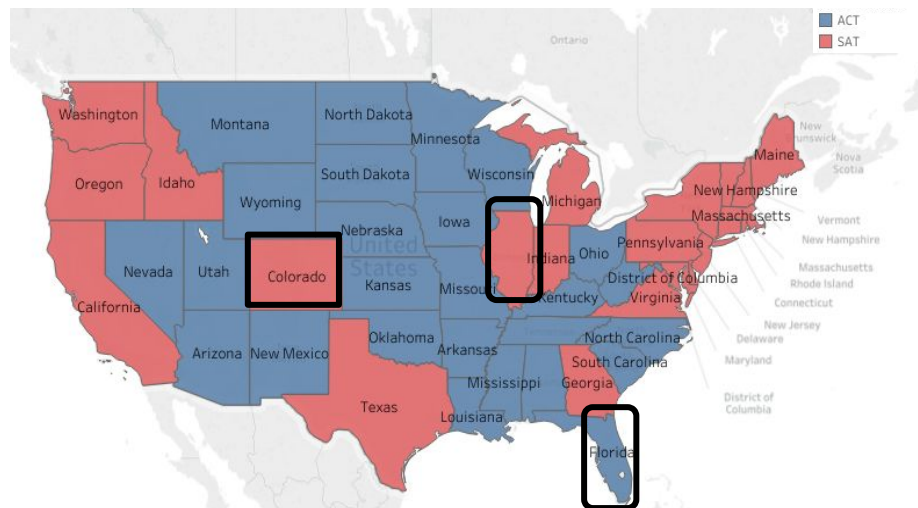 ACT
SAT
Ontario
Washington
Montana
North Dakota
Minnesota
New
Brunswick
Maine
Nova
Scotia
Oregon
Idaho
South Dakota
Wisconsin
Michigan
New Hampshire
Wyoming
Iowa
Massachusetts
Vermont
Nebraska
New Hampshire
United
States
Nevada
Utah
Colorado
Kansas
Missouri
Indiana
Ohio
Pennsylvania
Massachusetts
Rhode Island
California
Kentucky
District of Columbia
Virginia
Connecticut
New Jersey
Delaware
Maryland
Arizona
New Mexico
Oklahoma
Arkansas
North Carolina
South Carolina
Mississippi
Georgia
District of
Columbia
Texas
Louisiana
Florida